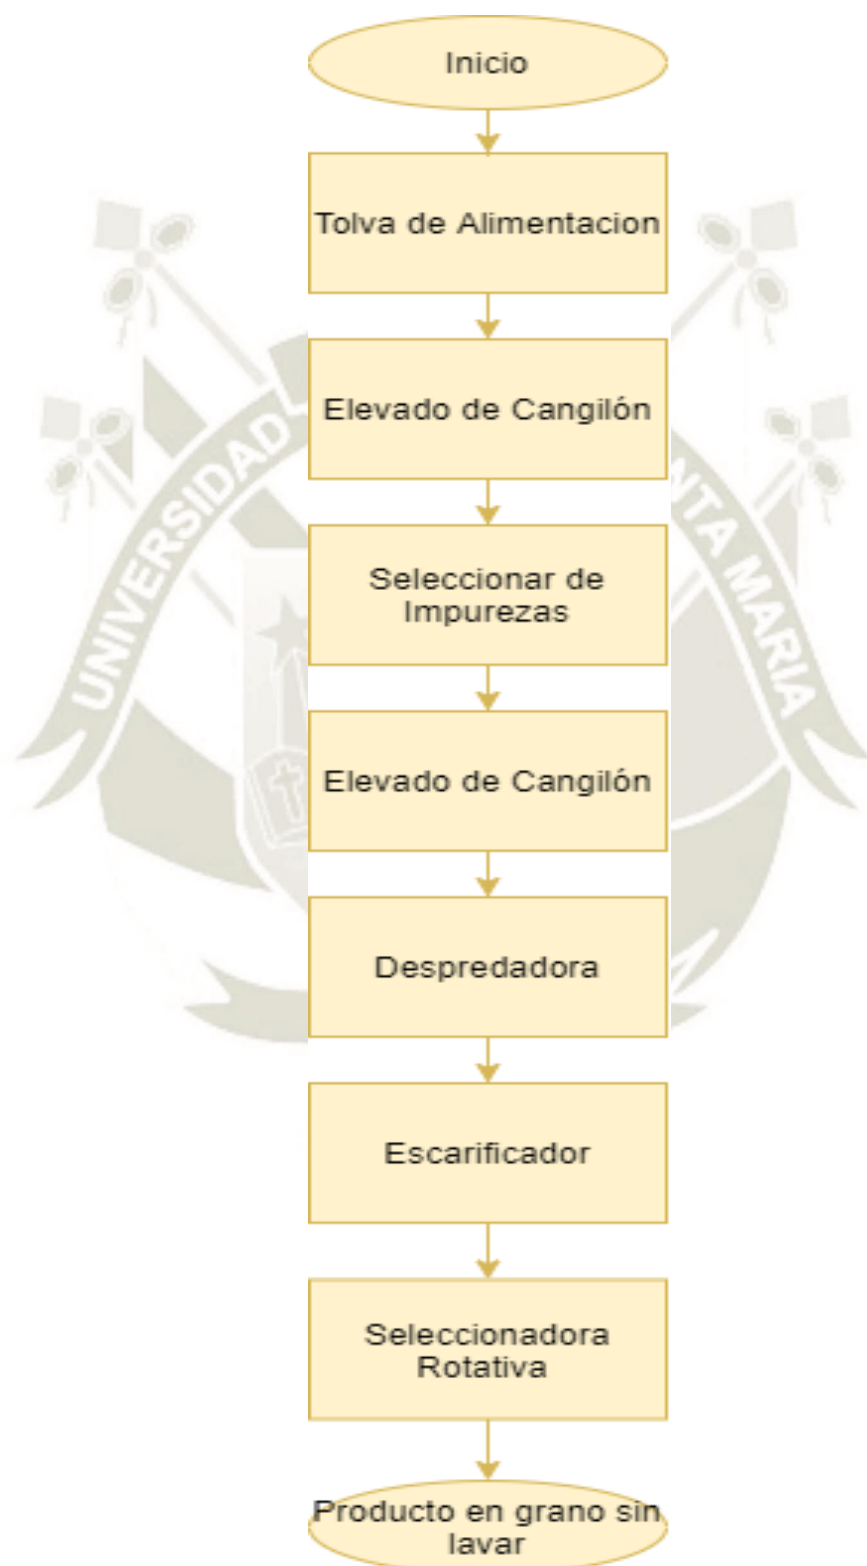 Inicio
Tolva de Alimentacion
Elevado de Cangilón
UNIVERSIDAD
NTA MARIA
Seleccionar de
Impurezas
Elevado de Cangilón
Despredadora
Escarificador
Seleccionadora
Rotativa
Producto en grano sin
lavar